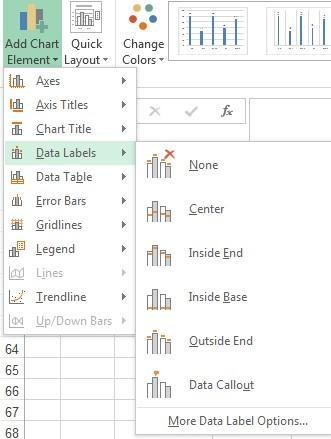 Add Chart
Element
Quick
Layout
Change
Colors
Axes
Axis Titles
Chart Title
Data Labels
Data Table
Error Bars
Gridlines
Legend
Lines
Trendline
Up/Down Bars
fx
None
Center
Inside End
Inside Base
Outside End
Data Callout
More Data Label Options...
64
65
66
67
68